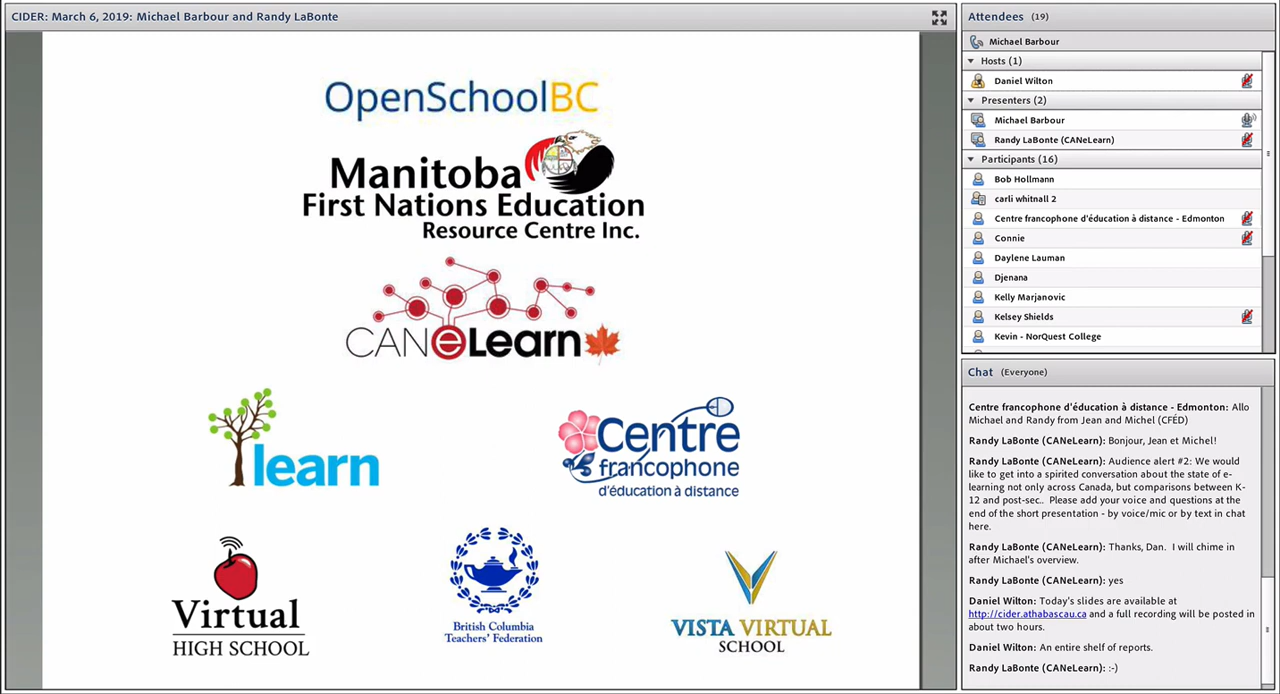 CIDER: March 6, 2019: Michael Barbour and Randy LaBonte
OpenSchoolBC
Manitoba
First Nations Education
Resource Centre Inc.
CANeLearn
learn
Centre
francophone
d'éducation à distance
Virtual
HIGH SCHOOL
British Columbia
Teachers' Federation
VISTA VIRTUAL
SCHOOL
Attendees (19)
Michael Barbour
Hosts (1)
Daniel Wilton
Presenters (2)
Michael Barbour
Randy LaBonte (CANeLearn)
Participants (16)
Bob Hollmann
carli whitnall 2
Centre francophone d'éducation à distance - Edmonton
Connie
Daylene Lauman
Djenana
Kelly Marjanovic
Kelsey Shields
Kevin - NorQuest College
Chat (Everyone)
Centre francophone d'éducation à distance - Edmonton: Allo
Michael and Randy from Jean and Michel (CFÉD)
Randy LaBonte (CANeLearn): Bonjour, Jean et Michel!
Randy LaBonte (CANeLearn): Audience alert #2: We would
like to get into a spirited conversation about the state of e-
learning not only across Canada, but comparisons between K-
12 and post-sec.. Please add your voice and questions at the
end of the short presentation - by voice/mic or by text in chat
here.
Randy LaBonte (CANeLearn): Thanks, Dan. I will chime in
after Michael's overview.
Randy LaBonte (CANeLearn): yes
Daniel Wilton: Today's slides are available at
http://cider.athabascau.ca and a full recording will be posted in
about two hours.
Daniel Wilton: An entire shelf of reports.
Randy LaBonte (CANeLearn): :-)